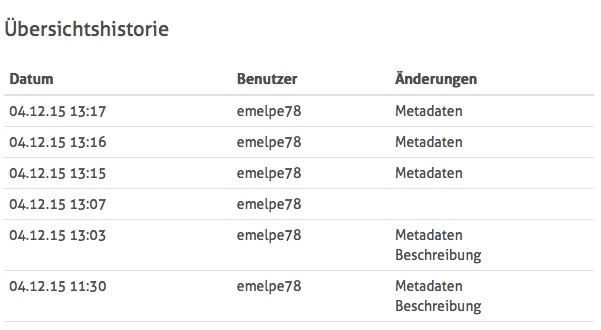 Übersichtshistorie
Datum Benutzer Änderungen
04.12.15 13:17 emelpe78 Metadaten
04.12.15 13:16 emelpe78 Metadaten
04.12.15 13:15 emelpe78 Metadaten
04.12.15 13:07 emelpe78
04.12.15 13:03 emelpe78 Metadaten
Beschreibung
04.12.15 11:30 emelpe78 Metadaten
Beschreibung